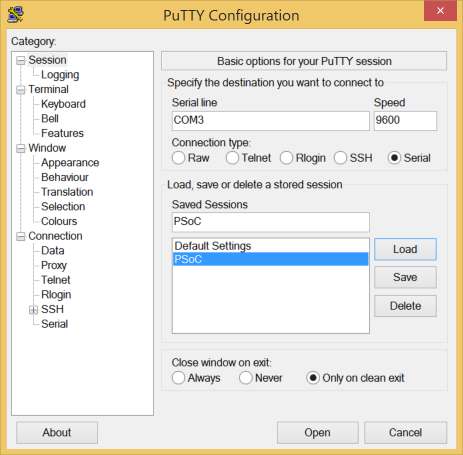 PuTTY Configuration
Category:
Session
Logging
Terminal
Keyboard
Bell
Features
Window
Appearance
Behaviour
Translation
Selection
Colours
Connection
Data
Proxy
Telnet
Rlogin
SSH
Serial
Basic options for your PuTTY session
Specify the destination you want to connect to
Serial line Speed
COM3 9600
Connection type:
Raw Telnet Rlogin SSH Serial
Load, save or delete a stored session
Saved Sessions
PSoC
Default Settings
PSoC
Load
Save
Delete
Close window on exit:
Always Never Only on clean exit
About Open Cancel